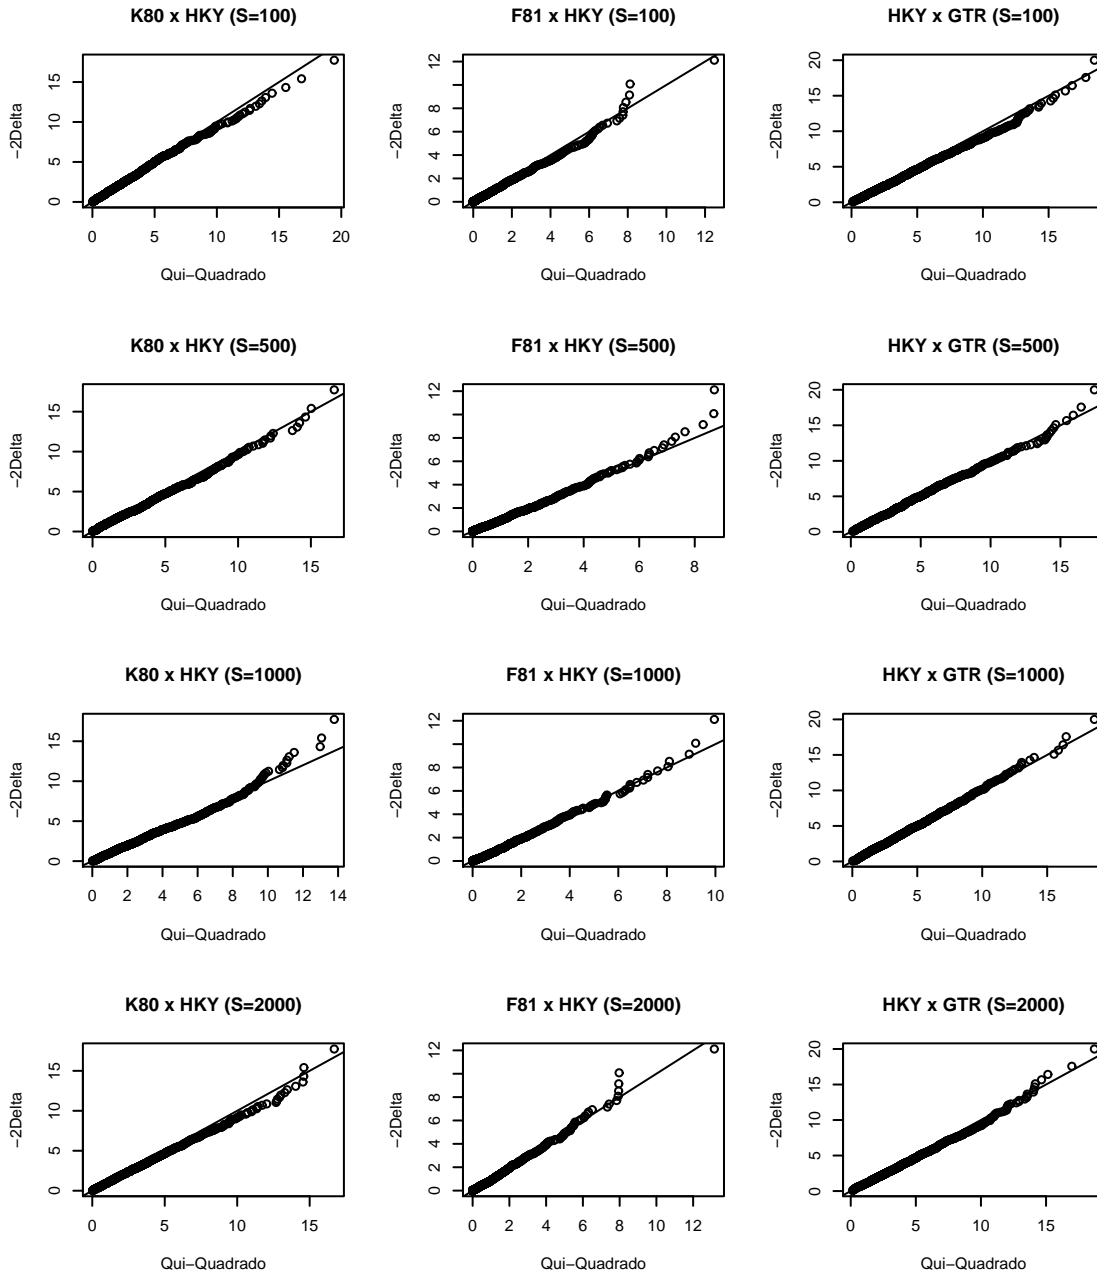 K80 x HKY (S=100)
−2Delta
0 5 10 15
0 5 10 15 20
Qui−Quadrado
F81 x HKY (S=100)
−2Delta
0 2 4 6 8 12
0 2 4 6 8 10 12
Qui−Quadrado
HKY x GTR (S=100)
−2Delta
0 5 10 15 20
0 5 10 15
Qui−Quadrado
K80 x HKY (S=500)
−2Delta
0 5 10 15
0 5 10 15
Qui−Quadrado
F81 x HKY (S=500)
−2Delta
0 2 4 6 8 12
0 2 4 6 8
Qui−Quadrado
HKY x GTR (S=500)
−2Delta
0 5 10 15 20
0 5 10 15
Qui−Quadrado
K80 x HKY (S=1000)
−2Delta
0 5 10 15
0 2 4 6 8 10 12 14
Qui−Quadrado
F81 x HKY (S=1000)
−2Delta
0 2 4 6 8 12
0 2 4 6 8 10
Qui−Quadrado
HKY x GTR (S=1000)
−2Delta
0 5 10 15 20
0 5 10 15
Qui−Quadrado
K80 x HKY (S=2000)
−2Delta
0 5 10 15
0 5 10 15
Qui−Quadrado
F81 x HKY (S=2000)
−2Delta
0 2 4 6 8 12
0 2 4 6 8 10 12
Qui−Quadrado
HKY x GTR (S=2000)
−2Delta
0 5 10 15 20
0 5 10 15
Qui−Quadrado